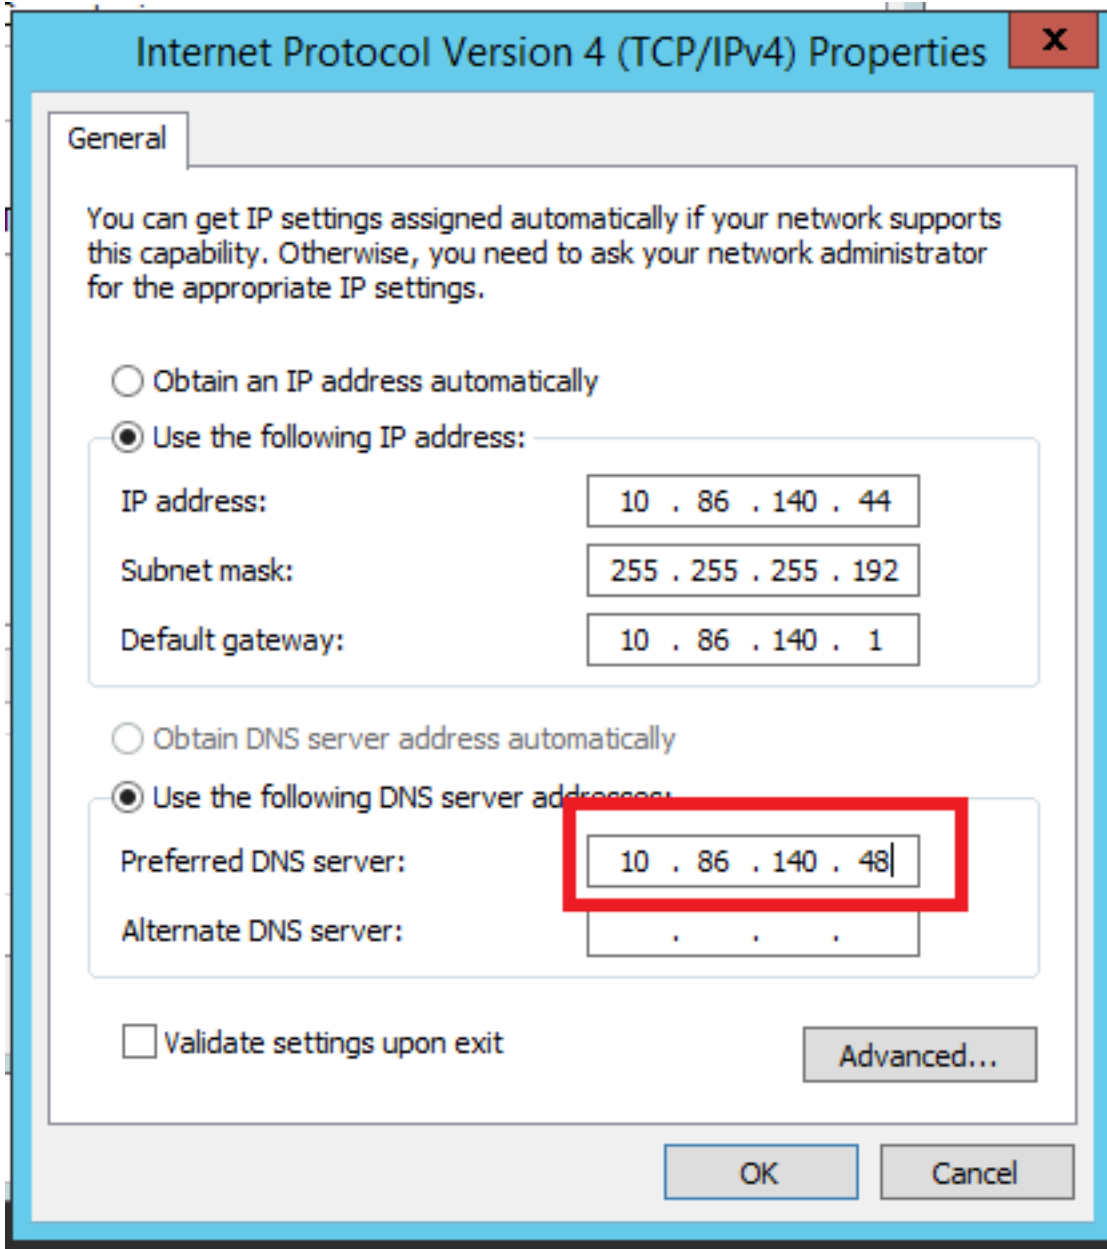 Internet Protocol Version 4 (TCP/IPv4) Properties
X
General
You can get IP settings assigned automatically if your network supports
this capability. Otherwise, you need to ask your network administrator
for the appropriate IP settings.
Obtain an IP address automatically
Use the following IP address:
IP address: 10 . 86 . 140 . 44
Subnet mask: 255 . 255 . 255 . 192
Default gateway: 10 . 86 . 140 . 1
Obtain DNS server address automatically
Use the following DNS server addresses:
Preferred DNS server: 10 . 86 . 140 . 48
Alternate DNS server: . . .
Validate settings upon exit
Advanced...
OK Cancel